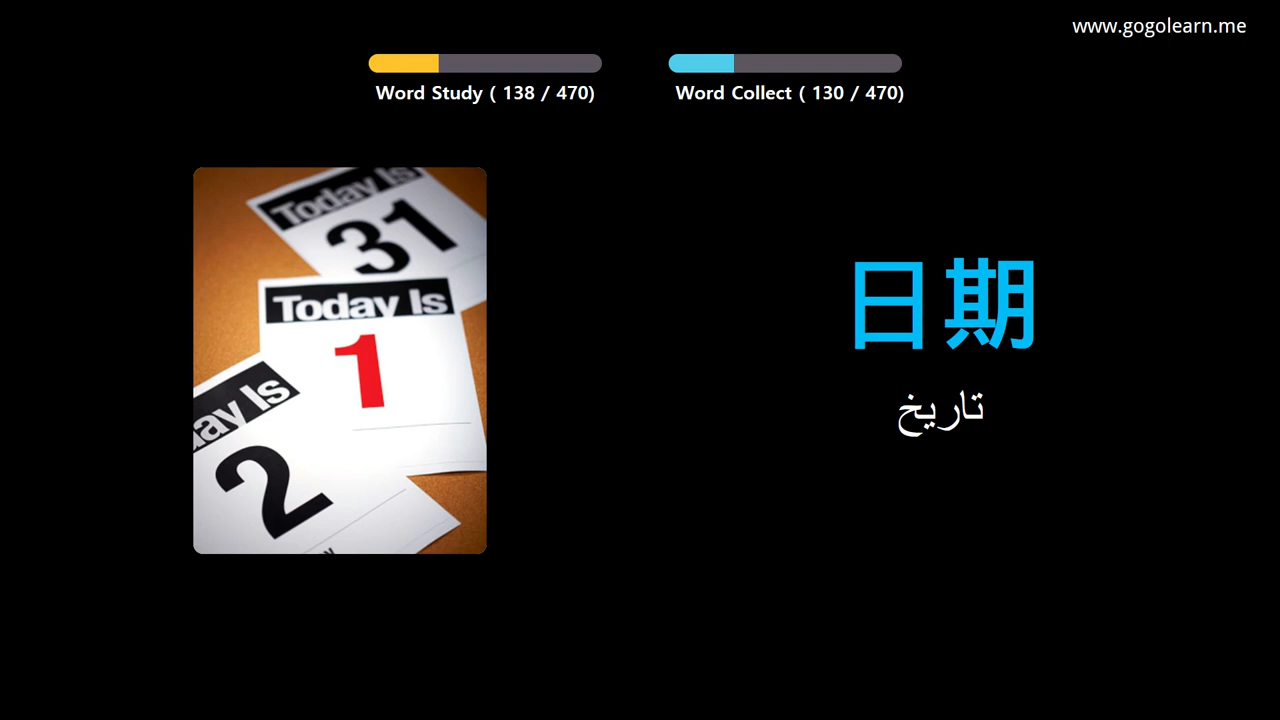 www.gogolearn.me
Word Study ( 138 / 470)
Word Collect ( 130 / 470)
Today Is
31
Today Is
1
day Is
2
日期
تاريخ